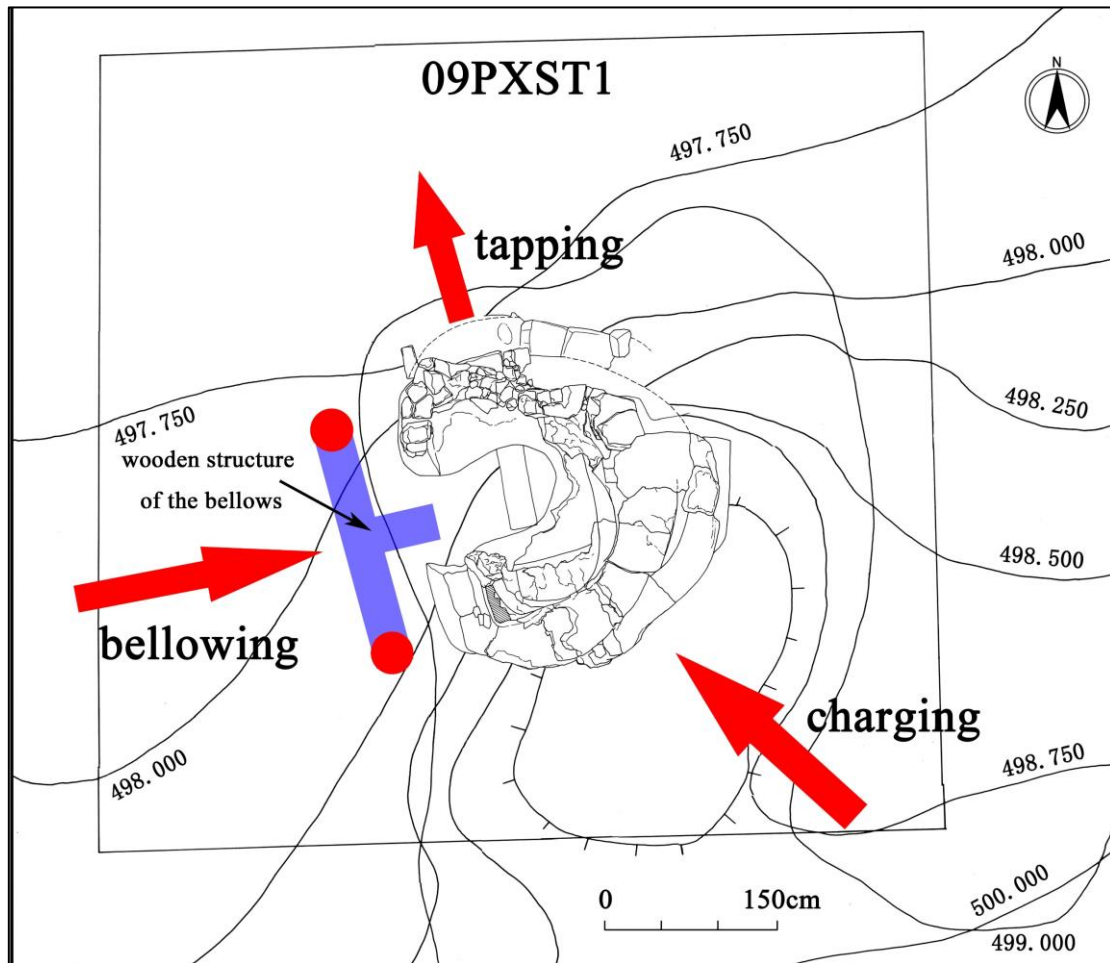 09PXST1
N
497.750
tapping
498.000
498.250
497.750
wooden structure
of the bellows
498.500
bellowing
charging
498.000
498.750
0 150cm
500.000
499.000